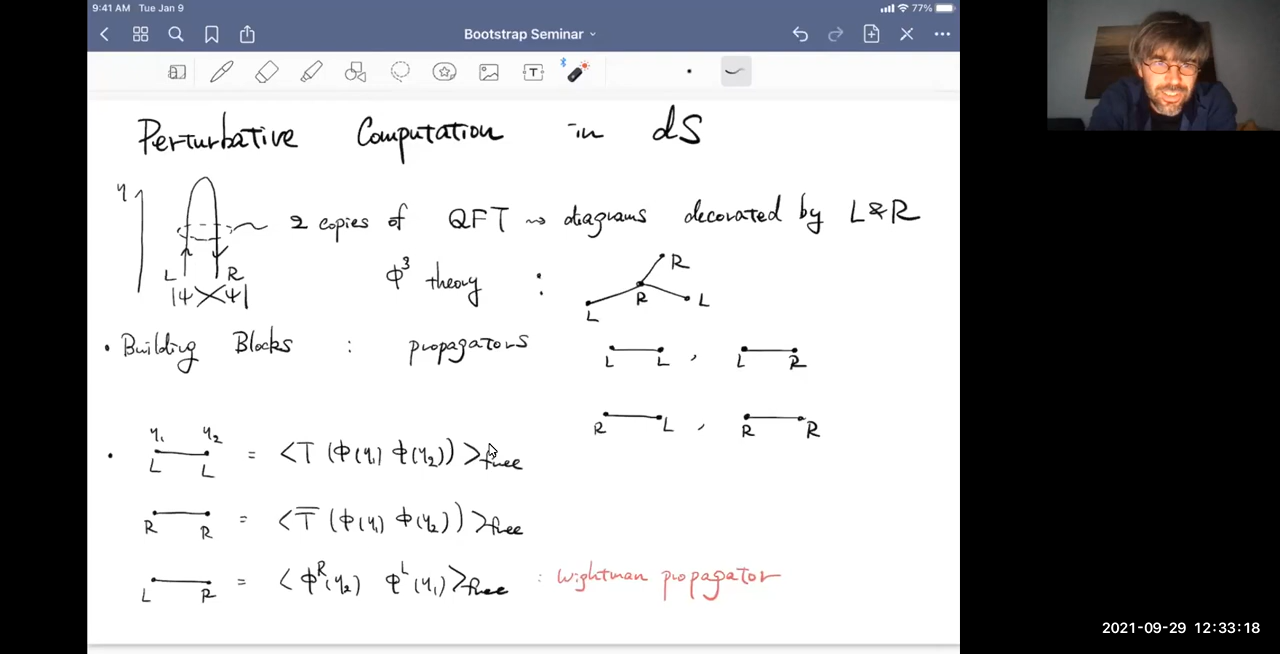 9:41 AM Tue Jan 9
77%
Bootstrap Seminar
Perturbative Computation in dS
η
L R
|Ψ⟩⟨Ψ|
2 copies of QFT ⇝ diagrams decorated by L&R
Φ³ theory :
R
R
L
L
• Building Blocks : propagators
L L , L R
R L , R R
• η₁ η₂
L L = <T (Φ(η₁) Φ(η₂))>free
R R = <T̅ (Φ(η₁) Φ(η₂))>free
L R = <Φᴿ(η₂) Φᴸ(η₁)>free : Wightman propagator
2021-09-29 12:33:18